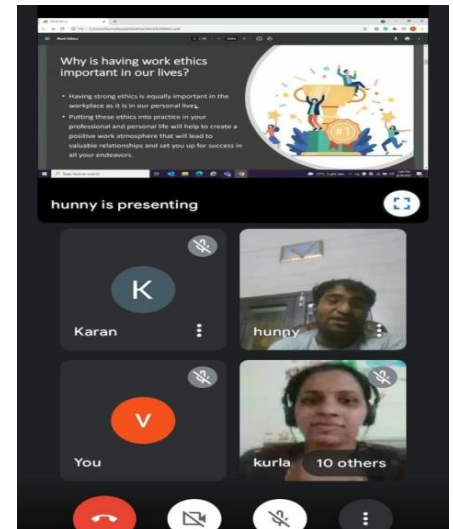 Work Ethics
Why is having work ethics
important in our lives?
• Having strong ethics is equally important in the
workplace as it is in our personal lives.
• Putting these ethics into practice in your
professional and personal life will help to create a
positive work atmosphere that will lead to
valuable relationships and set you up for success in
all your endeavors.
#1
hunny is presenting
K
Karan
hunny
V
You
kurla 10 others